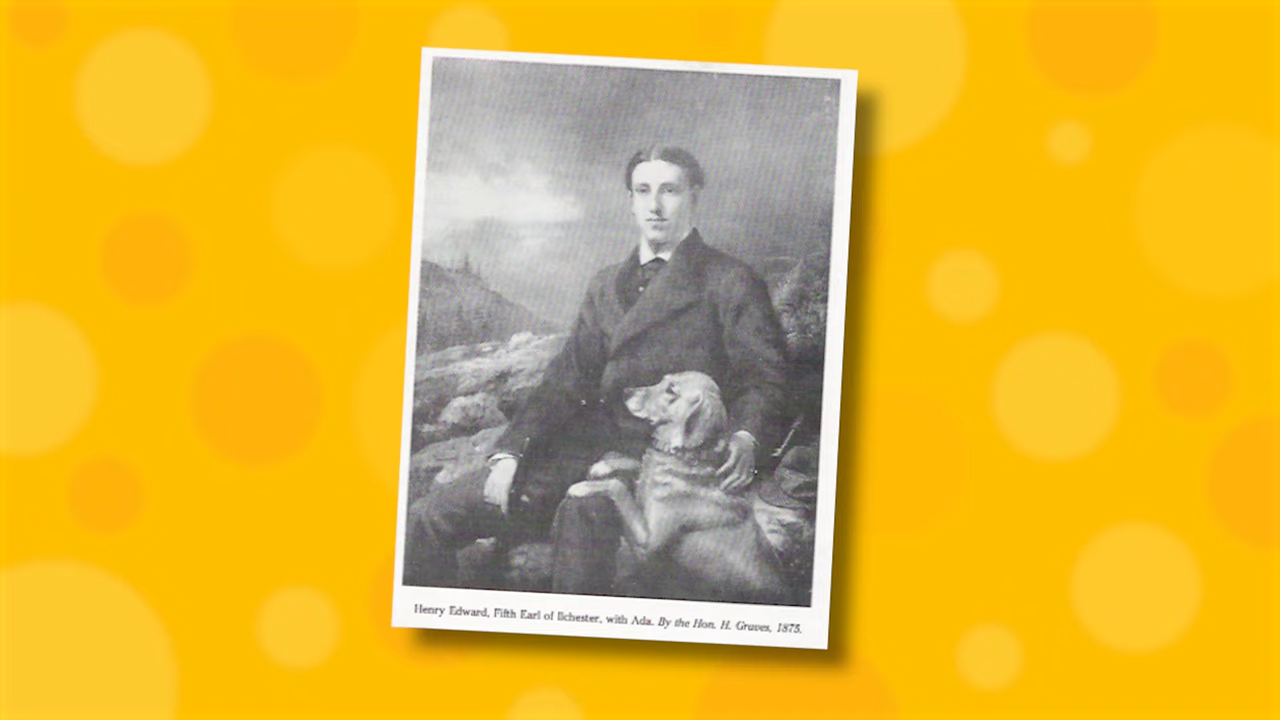 Henry Edward, Fifth Earl of Ilchester, with Ada. By the Hon. H. Graves, 1875.